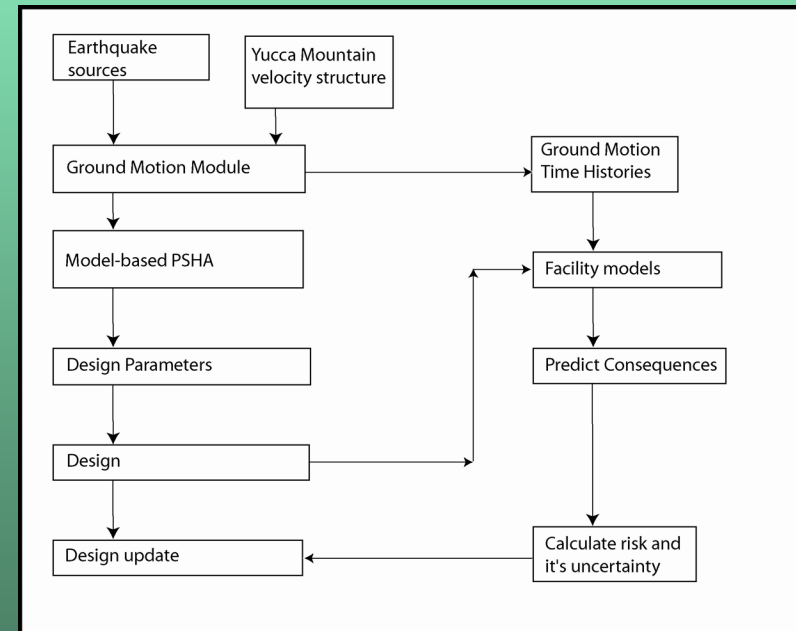 Earthquake
sources
Yucca Mountain
velocity structure
Ground Motion Module
Ground Motion
Time Histories
Model-based PSHA
Facility models
Design Parameters
Predict Consequences
Design
Design update
Calculate risk and
it's uncertainty